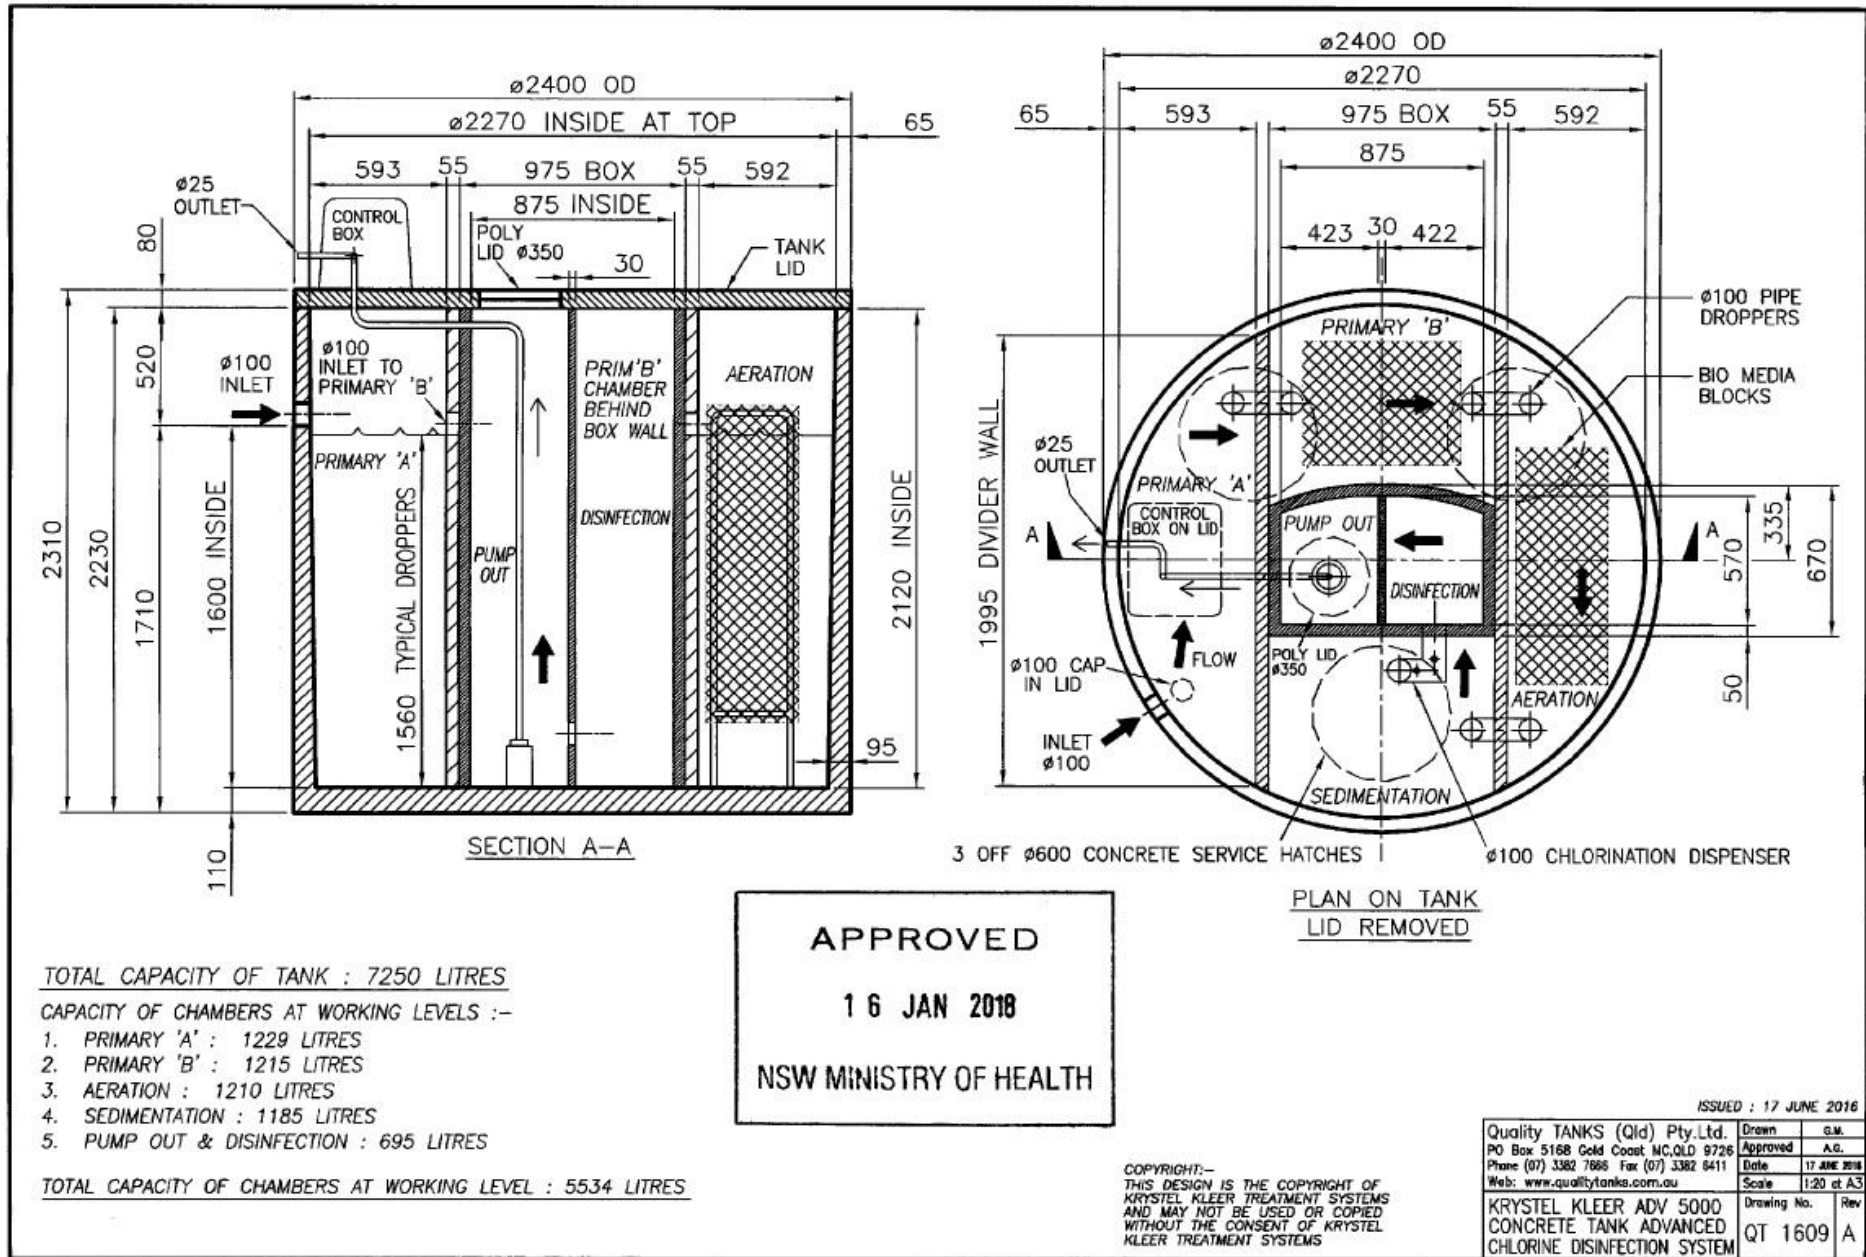 ø2400 OD
ø2270 INSIDE AT TOP
65
593
55
975 BOX
55
592
875 INSIDE
ø25
OUTLET
CONTROL
BOX
POLY
LID ø350
30
TANK
LID
80
520
ø100
INLET
ø100
INLET TO
PRIMARY 'B'
PRIM'B'
CHAMBER
BEHIND
BOX WALL
AERATION
PRIMARY 'A'
2310
2230
1710
1600 INSIDE
1560 TYPICAL DROPPERS
PUMP
OUT
DISINFECTION
2120 INSIDE
95
110
SECTION A-A
ø2400 OD
ø2270
65
593
975 BOX
55
592
875
423
30
422
PRIMARY 'B'
ø100 PIPE
DROPPERS
BIO MEDIA
BLOCKS
1995 DIVIDER WALL
ø25
OUTLET
PRIMARY 'A'
CONTROL
BOX ON LID
PUMP OUT
A
A
DISINFECTION
335
570
670
50
ø100 CAP
IN LID
FLOW
POLY LID
ø350
AERATION
INLET
ø100
SEDIMENTATION
3 OFF ø600 CONCRETE SERVICE HATCHES
ø100 CHLORINATION DISPENSER
PLAN ON TANK
LID REMOVED
TOTAL CAPACITY OF TANK : 7250 LITRES
CAPACITY OF CHAMBERS AT WORKING LEVELS :-
1. PRIMARY 'A' : 1229 LITRES
2. PRIMARY 'B' : 1215 LITRES
3. AERATION : 1210 LITRES
4. SEDIMENTATION : 1185 LITRES
5. PUMP OUT & DISINFECTION : 695 LITRES
TOTAL CAPACITY OF CHAMBERS AT WORKING LEVEL : 5534 LITRES
APPROVED
16 JAN 2018
NSW MINISTRY OF HEALTH
COPYRIGHT:-
THIS DESIGN IS THE COPYRIGHT OF
KRYSTEL KLEER TREATMENT SYSTEMS
AND MAY NOT BE USED OR COPIED
WITHOUT THE CONSENT OF KRYSTEL
KLEER TREATMENT SYSTEMS
ISSUED : 17 JUNE 2016
Quality TANKS (Qld) Pty.Ltd.
PO Box 5168 Gold Coast MC,QLD 9726
Phone (07) 3382 7666 Fax (07) 3382 6411
Web: www.qualitytanks.com.au
Drawn G.M.
Approved A.G.
Date 17 JUNE 2016
Scale 1:20 at A3
KRYSTEL KLEER ADV 5000
CONCRETE TANK ADVANCED
CHLORINE DISINFECTION SYSTEM
Drawing No.
QT 1609
Rev
A